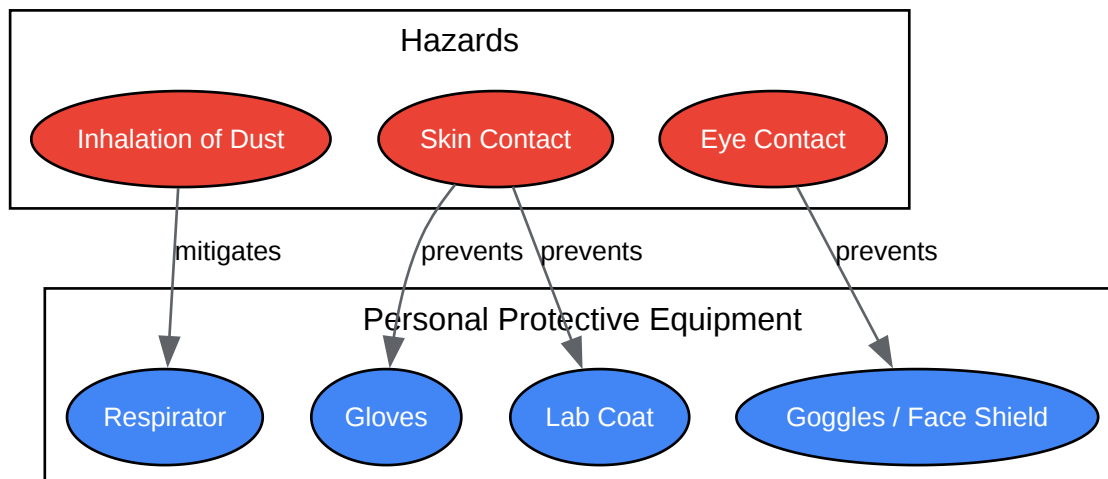 Hazards
Inhalation of Dust
Skin Contact
Eye Contact
mitigates
prevents
prevents
prevents
Personal Protective Equipment
Respirator
Gloves
Lab Coat
Goggles / Face Shield